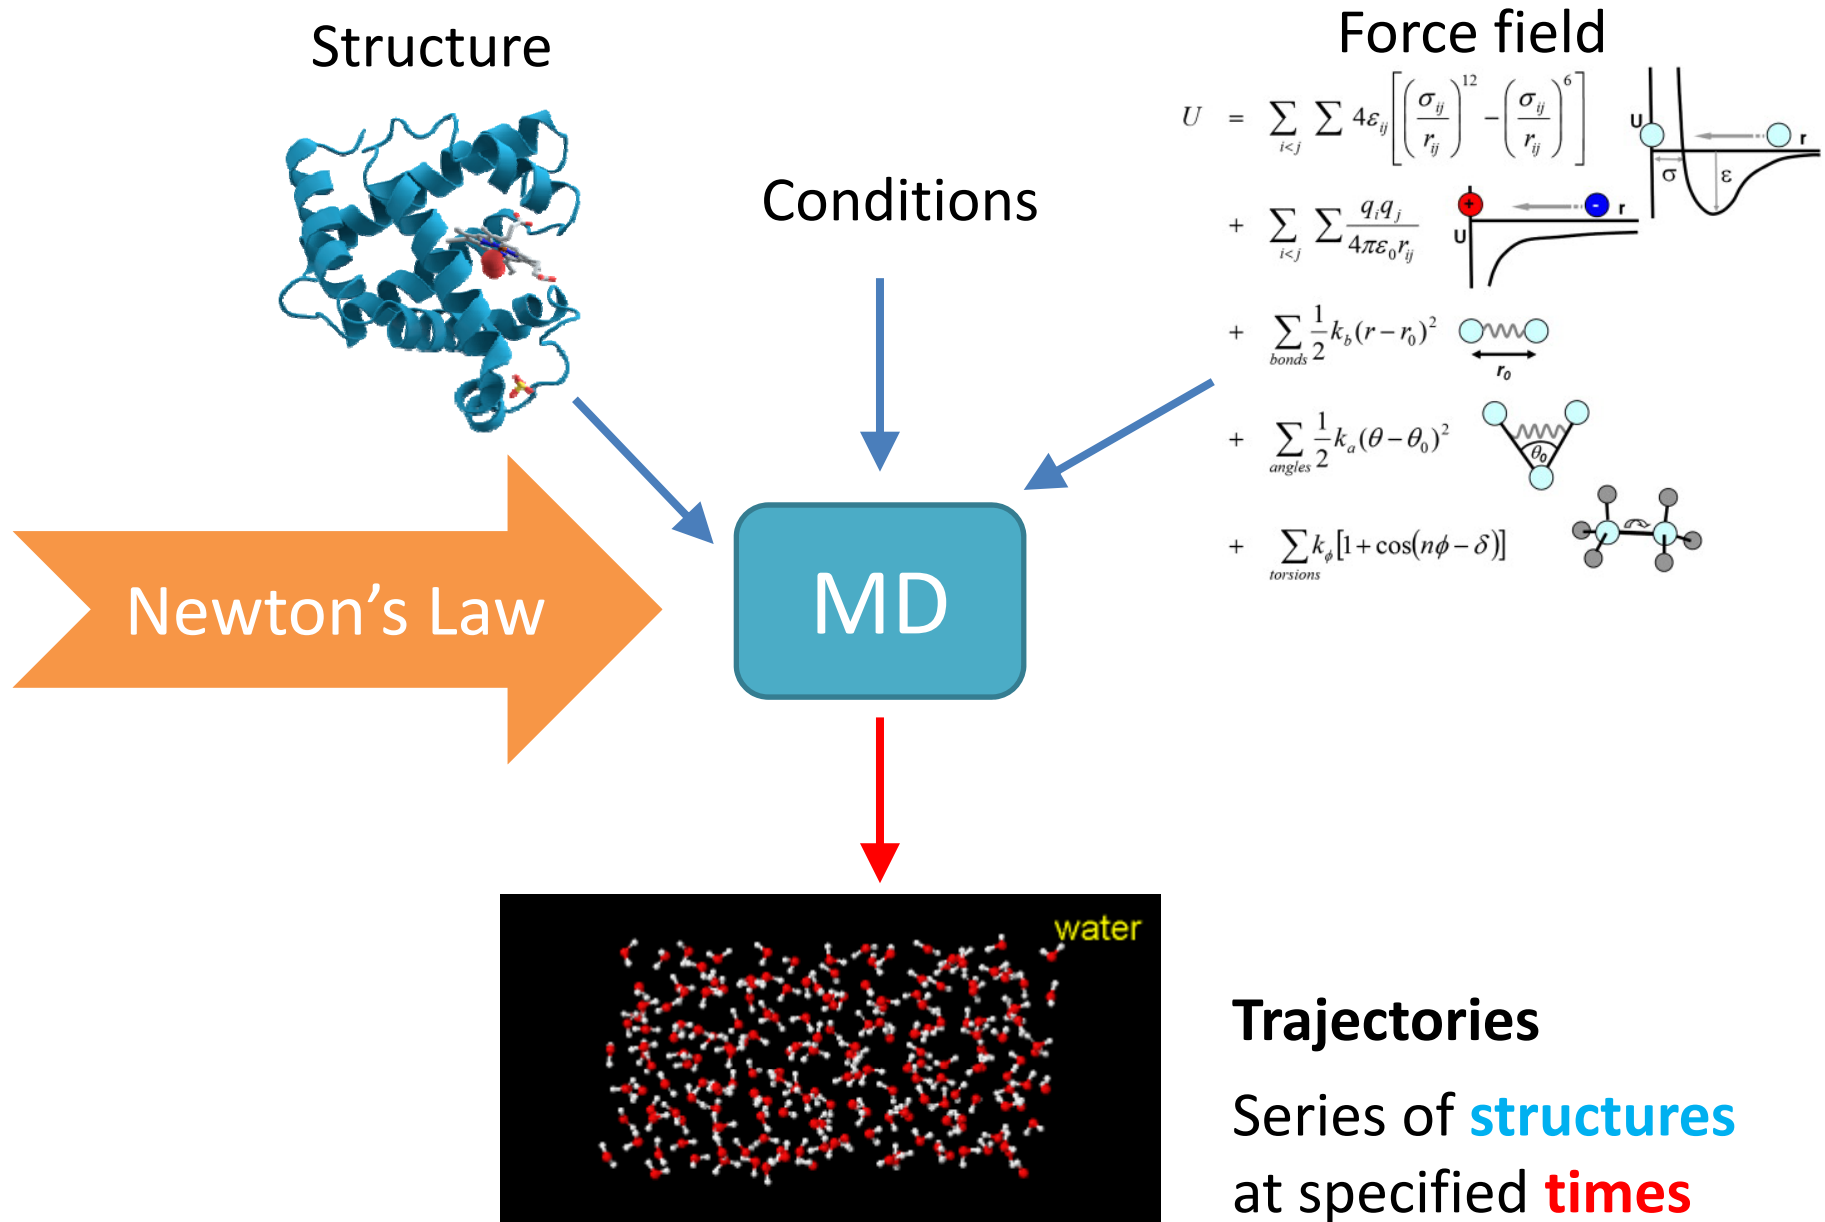 Structure
Force field
Conditions
U = ∑ i<j ∑ 4ε_ij [ (σ_ij / r_ij)^12 − (σ_ij / r_ij)^6 ]
U r
σ ε
+ ∑ i<j ∑ q_i q_j / 4πε_0 r_ij
+ - r
U
+ ∑ bonds 1/2 k_b (r − r_0)^2
r_0
+ ∑ angles 1/2 k_a (θ − θ_0)^2
θ_0
+ ∑ torsions k_ϕ [1 + cos(nϕ − δ)]
Newton’s Law
MD
water
Trajectories
Series of structures
at specified times